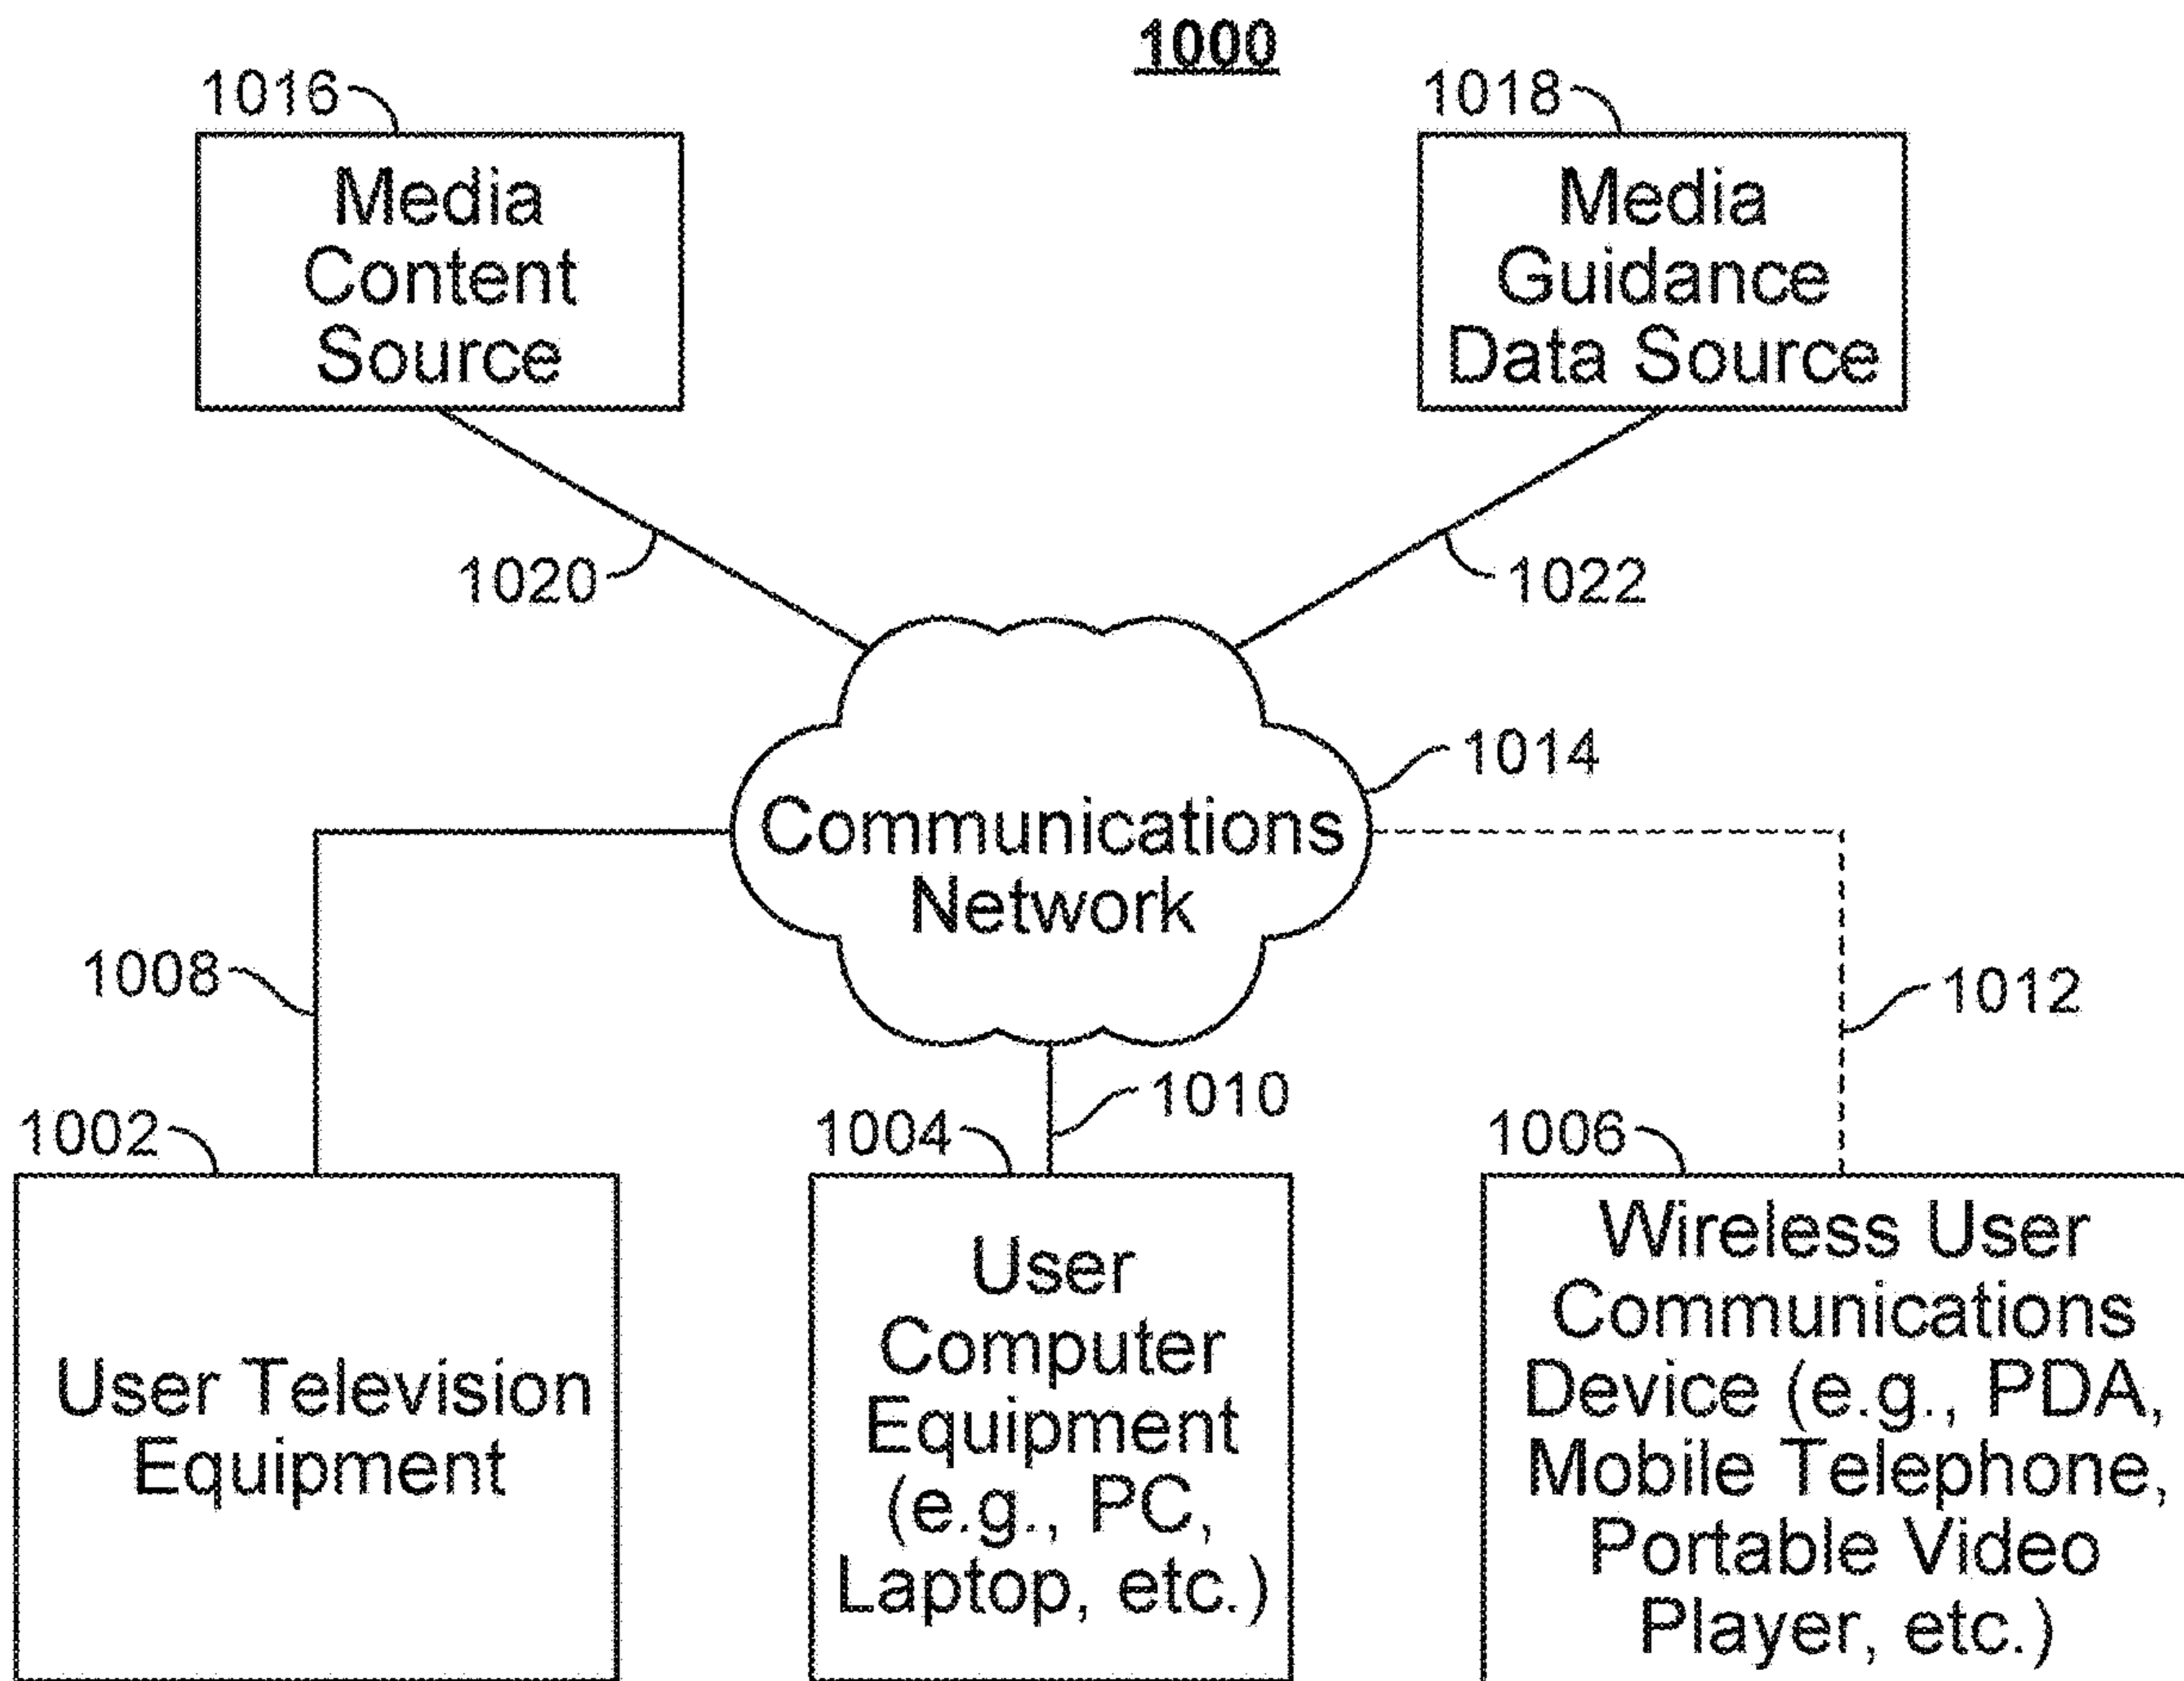 1000
1016
1018
Media
Content
Source
Media
Guidance
Data Source
1020
1022
1014
Communications
Network
1008
1012
1010
1002
1004
1006
User Television
Equipment
User
Computer
Equipment
(e.g., PC,
Laptop, etc.)
Wireless User
Communications
Device (e.g., PDA,
Mobile Telephone,
Portable Video
Player, etc.)